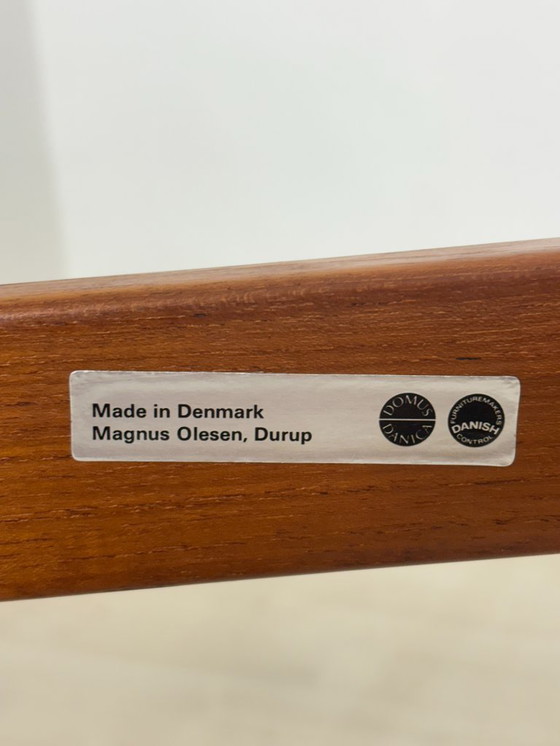 Made in Denmark
Magnus Olesen, Durup
DOMUS
DANICA
FURNITUREMAKERS
DANISH
CONTROL